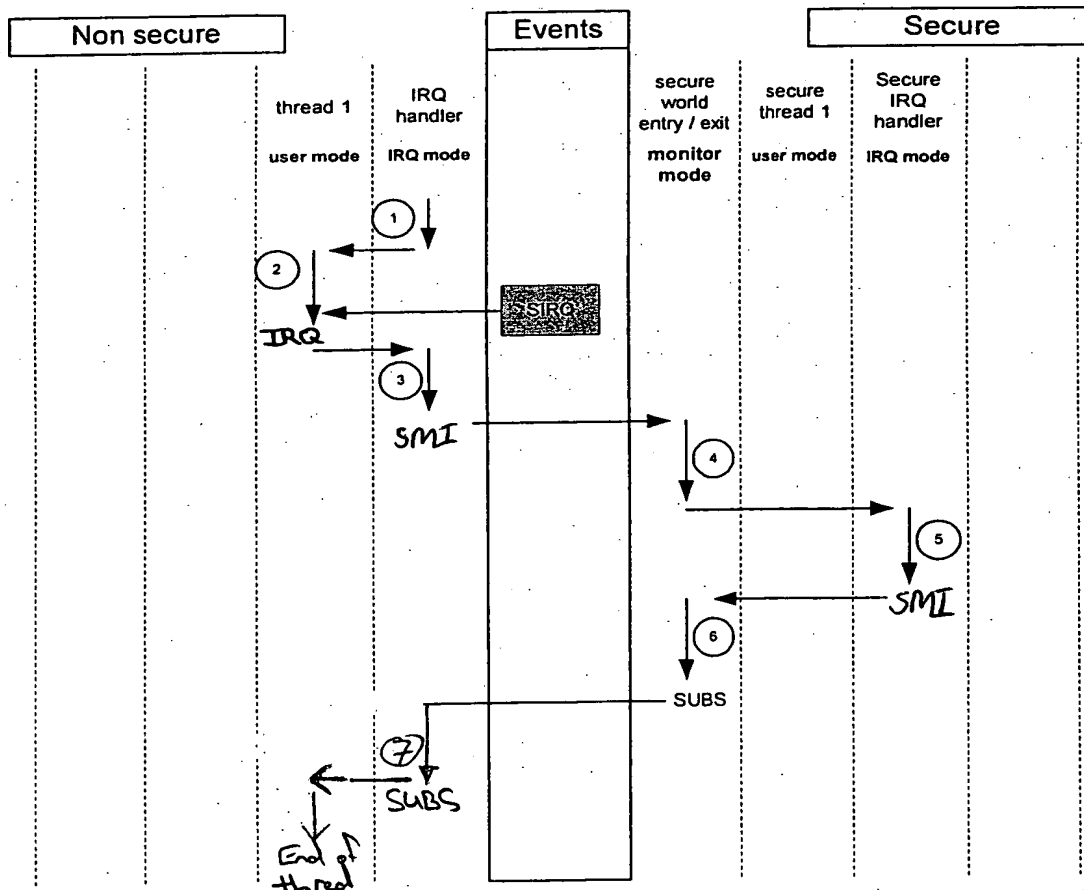 Non secure
Events
Secure
thread 1
user mode
IRQ
handler
IRQ mode
secure
world
entry / exit
monitor
mode
secure
thread 1
user mode
Secure
IRQ
handler
IRQ mode
1
2
SIRQ
IRQ
3
SMI
4
5
SMI
6
SUBS
7
SUBS
End of
thread